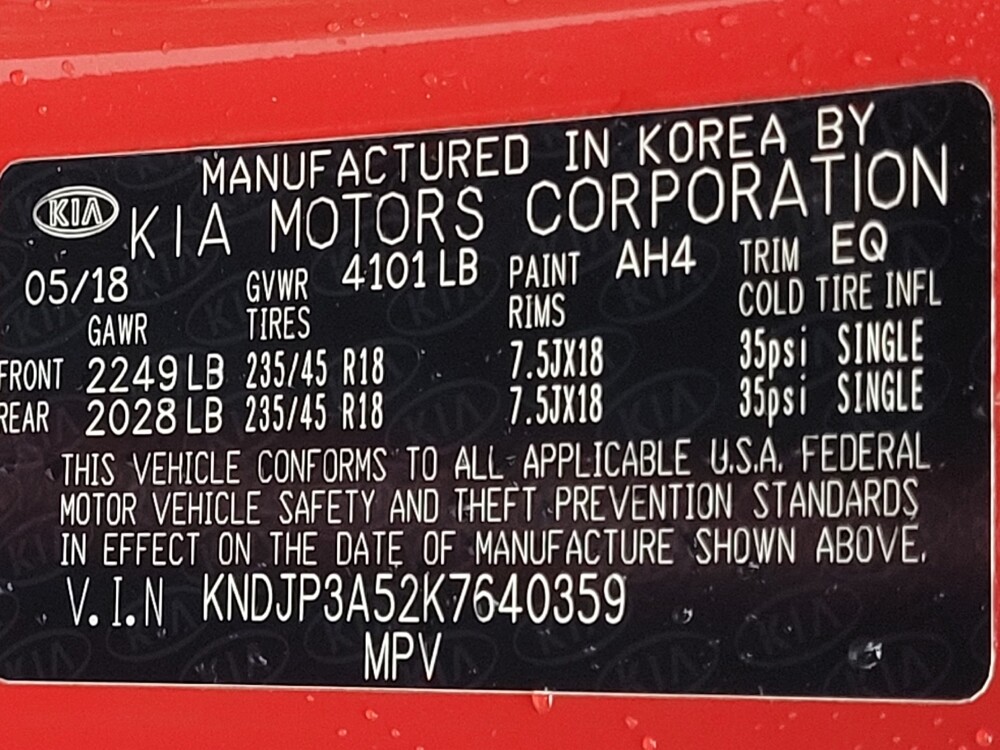 MANUFACTURED IN KOREA BY
KIA KIA MOTORS CORPORATION
05/18 GVWR 4101 LB PAINT AH4 TRIM EQ
GAWR TIRES RIMS COLD TIRE INFL
FRONT 2249 LB 235/45 R18 7.5JX18 35psi SINGLE
REAR 2028 LB 235/45 R18 7.5JX18 35psi SINGLE
THIS VEHICLE CONFORMS TO ALL APPLICABLE U.S.A. FEDERAL
MOTOR VEHICLE SAFETY AND THEFT PREVENTION STANDARDS
IN EFFECT ON THE DATE OF MANUFACTURE SHOWN ABOVE.
V.I.N KNDJP3A52K7640359
MPV